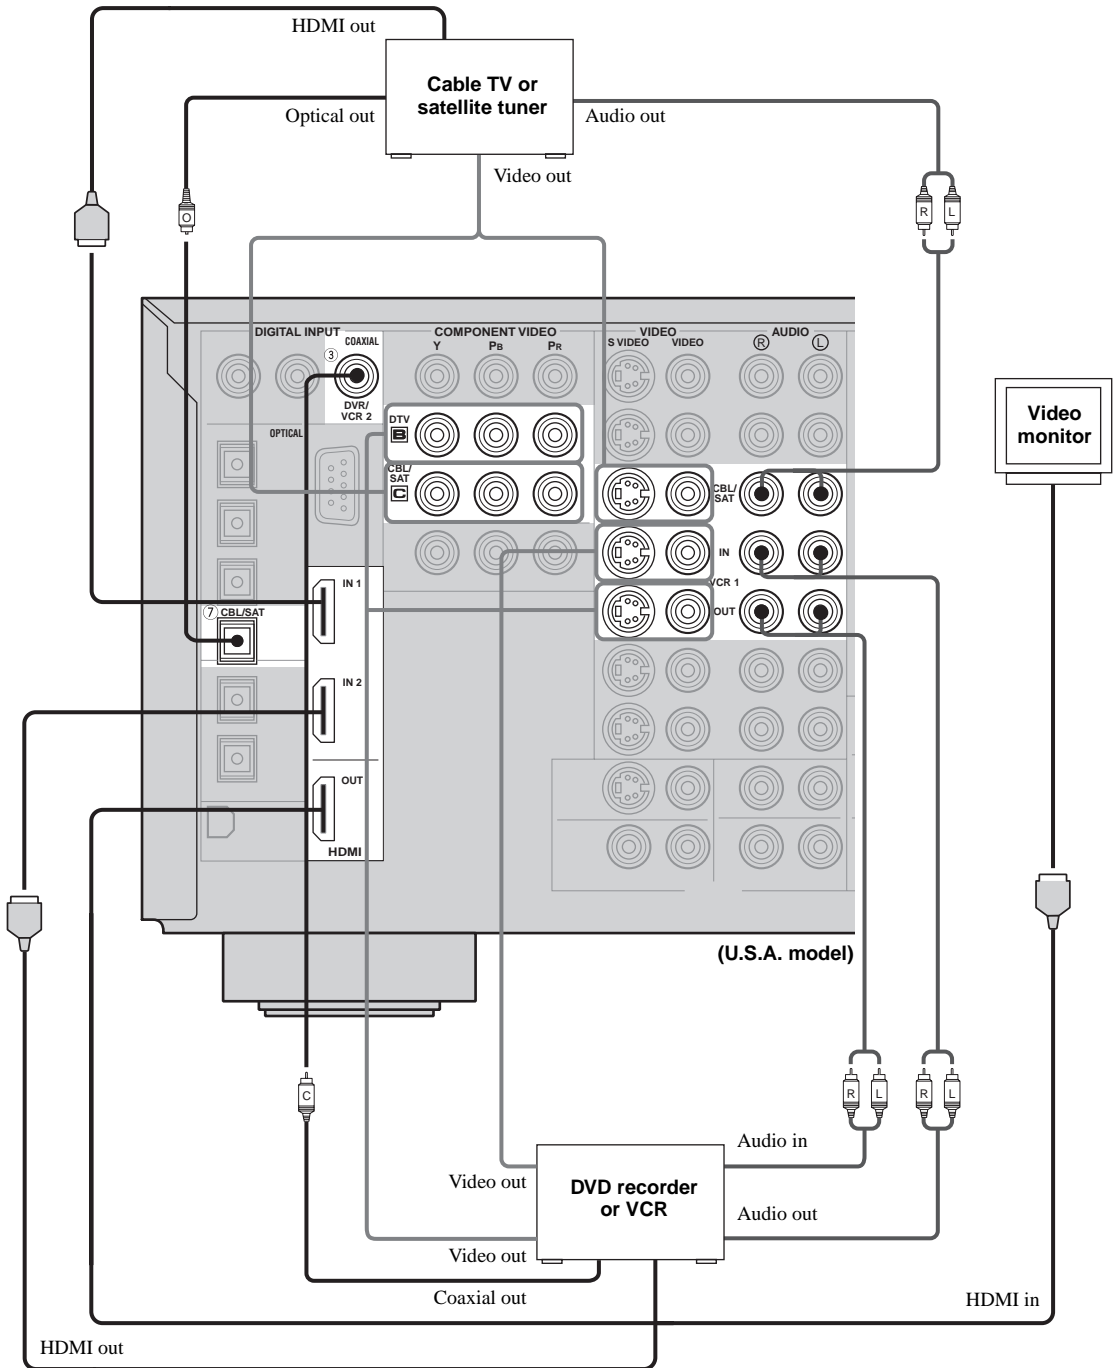 HDMI out
Cable TV or
satellite tuner
Optical out
Audio out
Video out
O
R L
DIGITAL INPUT
COMPONENT VIDEO
VIDEO
AUDIO
③ COAXIAL
Y PB PR
S VIDEO VIDEO
R L
DVR/
VCR 2
OPTICAL
DTV
B
CBL/
SAT
C
CBL/
SAT
IN
VCR 1
OUT
Video
monitor
IN 1
⑦ CBL/SAT
IN 2
OUT
HDMI
(U.S.A. model)
C
R L
R L
Audio in
Video out
DVD recorder
or VCR
Audio out
Video out
Coaxial out
HDMI in
HDMI out